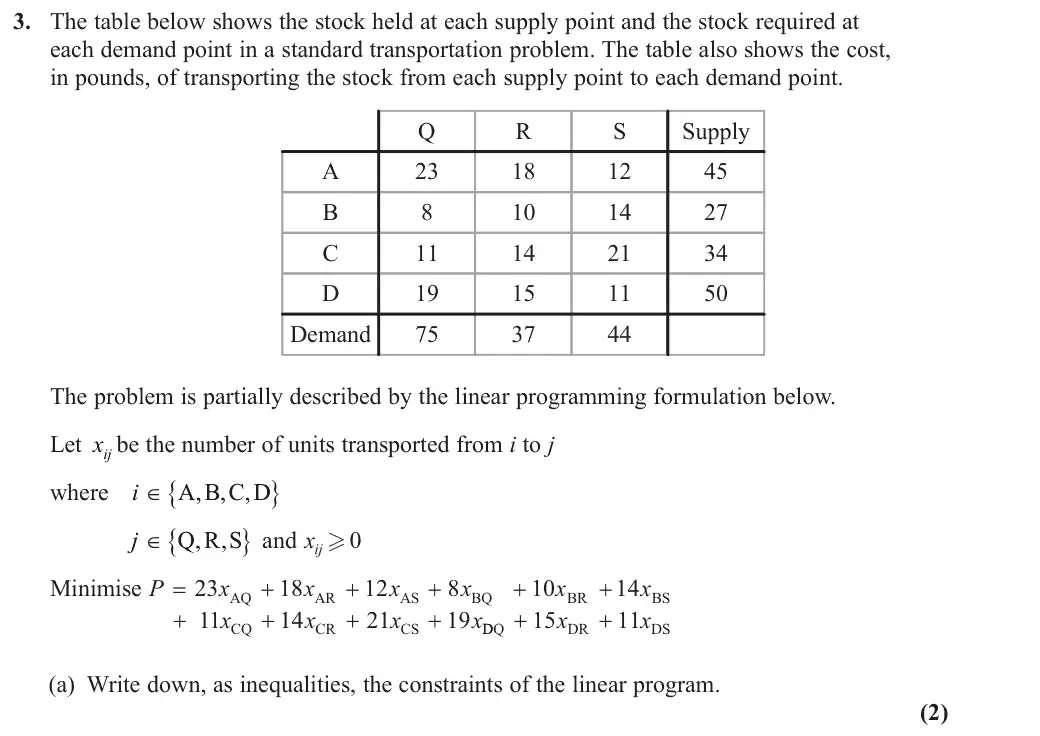 3. The table below shows the stock held at each supply point and the stock required at
each demand point in a standard transportation problem. The table also shows the cost,
in pounds, of transporting the stock from each supply point to each demand point.
Q R S Supply
A 23 18 12 45
B 8 10 14 27
C 11 14 21 34
D 19 15 11 50
Demand 75 37 44
The problem is partially described by the linear programming formulation below.
Let x_ij be the number of units transported from i to j
where i ∈ {A, B, C, D}
j ∈ {Q, R, S} and x_ij ⩾ 0
Minimise P = 23x_AQ + 18x_AR + 12x_AS + 8x_BQ + 10x_BR + 14x_BS
+ 11x_CQ + 14x_CR + 21x_CS + 19x_DQ + 15x_DR + 11x_DS
(a) Write down, as inequalities, the constraints of the linear program.
(2)